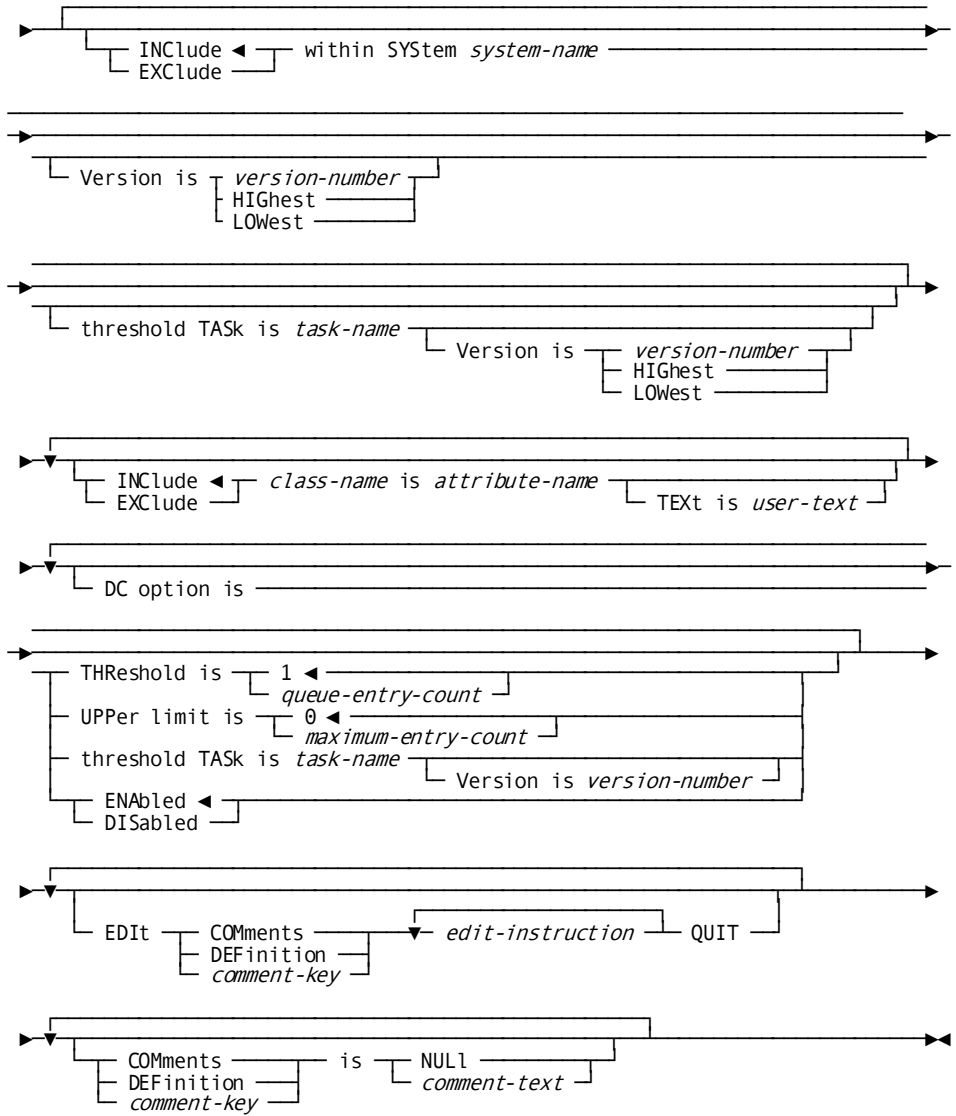 INClude ◄ within SYStem system-name
EXClude
Version is version-number
HIGhest
LOWest
threshold TASk is task-name
Version is version-number
HIGhest
LOWest
INClude ◄ class-name is attribute-name
EXClude TEXt is user-text
DC option is
THReshold is 1 ◄
queue-entry-count
UPPer limit is 0 ◄
maximum-entry-count
threshold TASk is task-name
Version is version-number
ENAbled ◄
DISabled
EDIt COMments edit-instruction QUIT
DEFinition
comment-key
COMments is NULl
DEFinition comment-text
comment-key